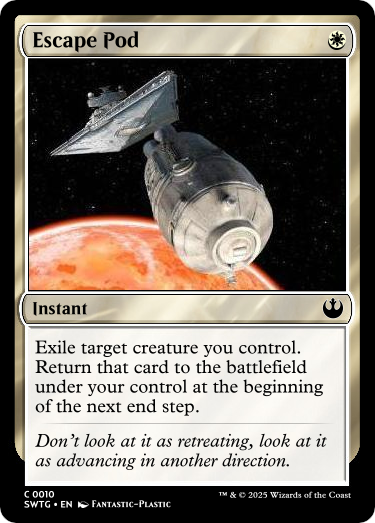 Escape Pod
Instant
Exile target creature you control.
Return that card to the battlefield
under your control at the beginning
of the next end step.
Don't look at it as retreating, look at it
as advancing in another direction.
C 0010
SWTG • EN Fantastic-Plastic
™ & © 2025 Wizards of the Coast